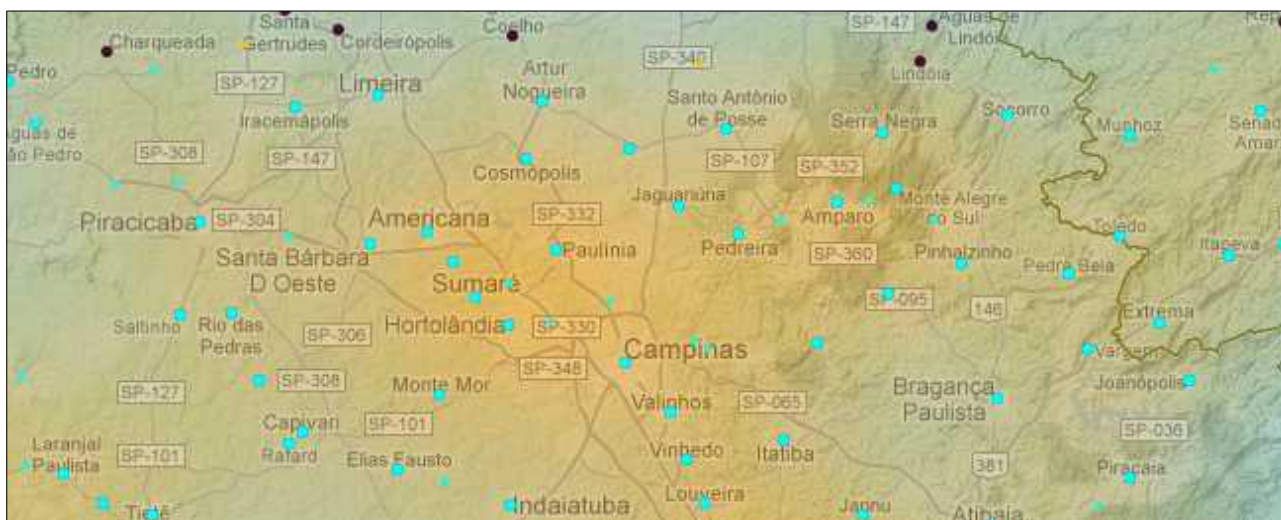 Santa
Gertrudes
Charqueada
Cordeirópolis
Coelho
SP-147
Águas de
Lindói
Lindóia
Pedro
SP-127
Limeira
Artur
Nogueira
SP-340
Santo Antônio
de Posse
Iracemápolis
Serra Negra
Socorro
Munhoz
Senado
Amar
Águas de
ão Pedro
SP-308
SP-147
Cosmópolis
SP-107
SP-352
Jaguariúna
Piracicaba
SP-304
Americana
SP-332
Amparo
Monte Alegre
do Sul
Santa Bárbara
D Oeste
Paulínia
Pedreira
SP-360
Pinhalzinho
Toledo
Itapeva
Pedra Bela
Sumaré
SP-095
146
Extrema
Saltinho
Rio das
Pedras
SP-306
Hortolândia
SP-330
Campinas
Vargem
SP-348
SP-127
SP-308
Monte Mor
Bragança
Paulista
Joanópolis
Valinhos
SP-065
Capivari
SP-101
SP-036
Laranjal
Paulista
SP-101
Rafard
Elias Fausto
Vinhedo
Itatiba
381
Piracaia
Tietê
Indaiatuba
Louveira
Jarinu
Atibaia